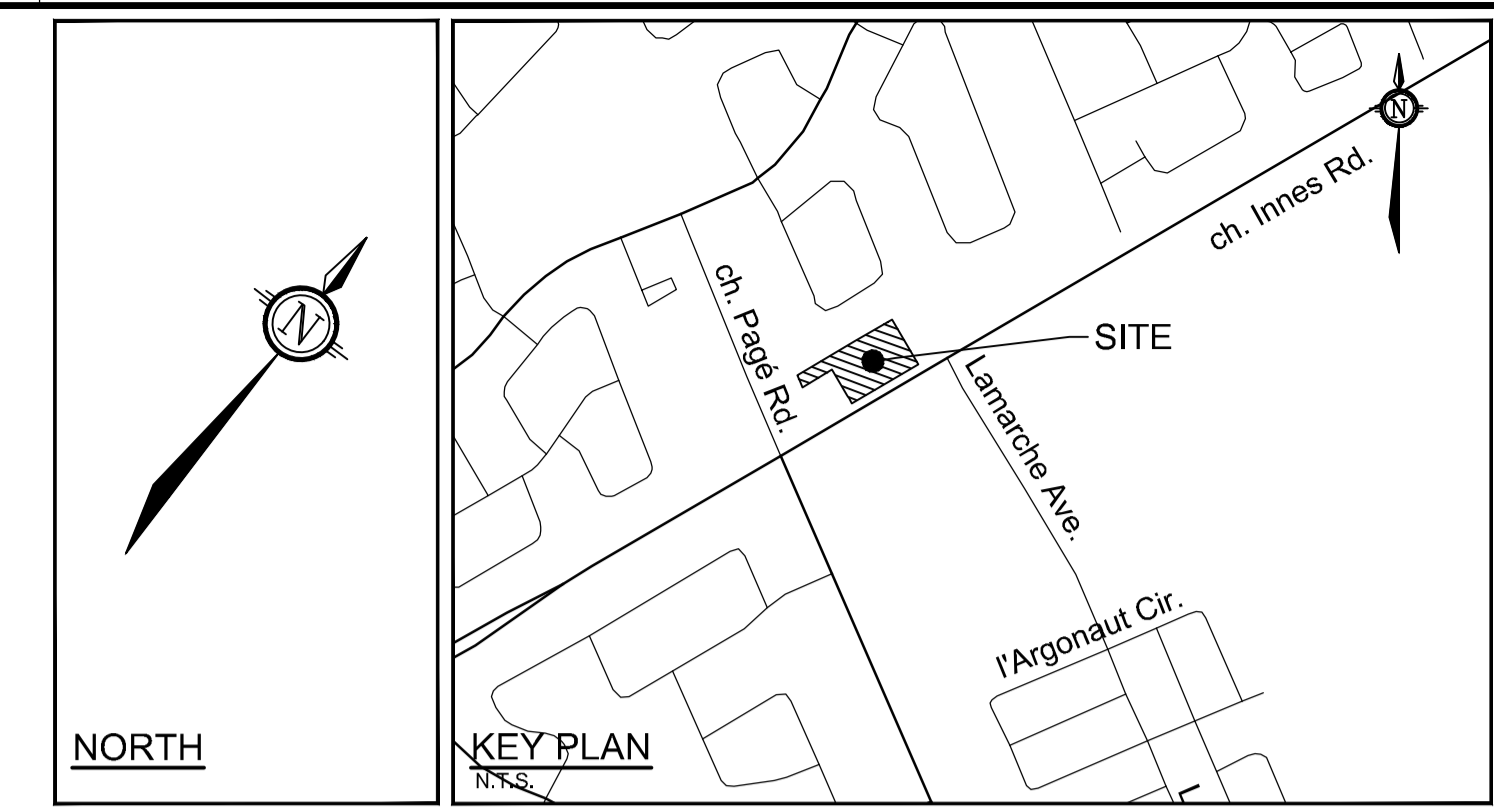 N
NORTH
N
ch. Innes Rd.
ch. Pagé Rd.
SITE
Lamarche Ave.
l'Argonaut Cir.
KEY PLAN
N.T.S.
L